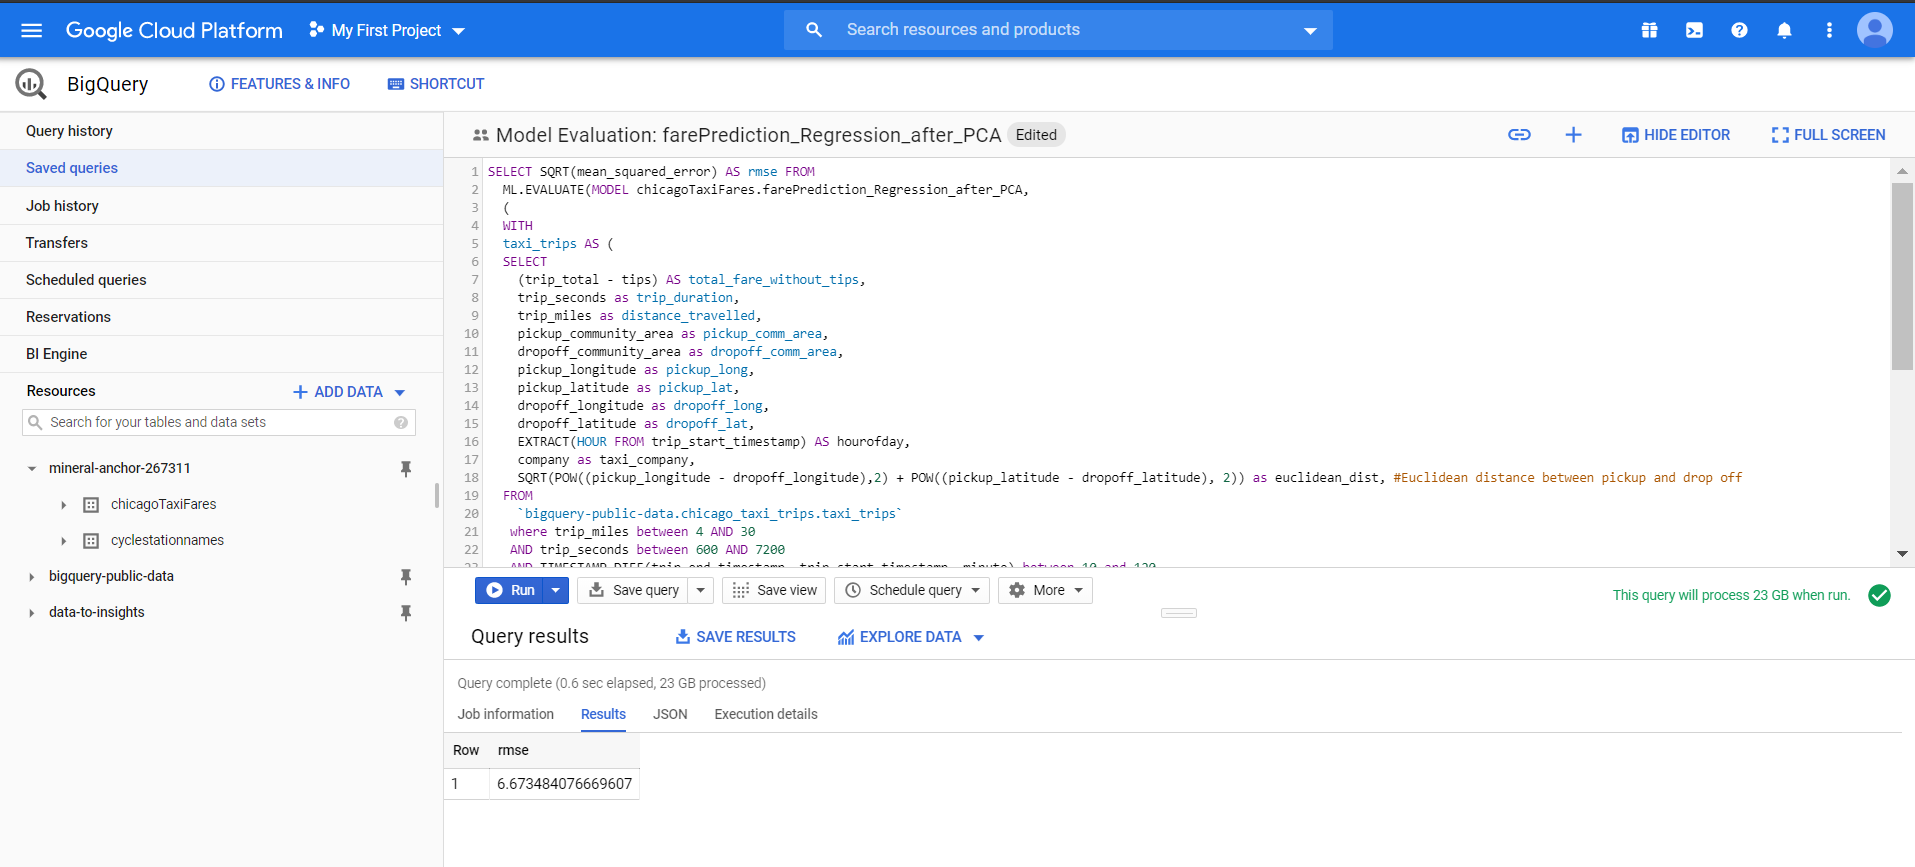 Google Cloud Platform
My First Project
Search resources and products
BigQuery
FEATURES & INFO
SHORTCUT
Query history
Saved queries
Job history
Transfers
Scheduled queries
Reservations
BI Engine
Resources
ADD DATA
Search for your tables and data sets
mineral-anchor-267311
chicagoTaxiFares
cyclestationnames
bigquery-public-data
data-to-insights
Model Evaluation: farePrediction_Regression_after_PCA
Edited
HIDE EDITOR
FULL SCREEN
1 SELECT SQRT(mean_squared_error) AS rmse FROM
2 ML.EVALUATE(MODEL chicagoTaxiFares.farePrediction_Regression_after_PCA,
3 (
4 WITH
5 taxi_trips AS (
6 SELECT
7 (trip_total - tips) AS total_fare_without_tips,
8 trip_seconds as trip_duration,
9 trip_miles as distance_travelled,
10 pickup_community_area as pickup_comm_area,
11 dropoff_community_area as dropoff_comm_area,
12 pickup_longitude as pickup_long,
13 pickup_latitude as pickup_lat,
14 dropoff_longitude as dropoff_long,
15 dropoff_latitude as dropoff_lat,
16 EXTRACT(HOUR FROM trip_start_timestamp) AS hourofday,
17 company as taxi_company,
18 SQRT(POW((pickup_longitude - dropoff_longitude),2) + POW((pickup_latitude - dropoff_latitude), 2)) as euclidean_dist, #Euclidean distance between pickup and drop off
19 FROM
20 `bigquery-public-data.chicago_taxi_trips.taxi_trips`
21 where trip_miles between 4 AND 30
22 AND trip_seconds between 600 AND 7200
23 AND TIMESTAMP_DIFF(trip_end_timestamp, trip_start_timestamp, minute) between 10 and 120
Run
Save query
Save view
Schedule query
More
This query will process 23 GB when run.
Query results
SAVE RESULTS
EXPLORE DATA
Query complete (0.6 sec elapsed, 23 GB processed)
Job information
Results
JSON
Execution details
Row rmse
1 6.673484076669607